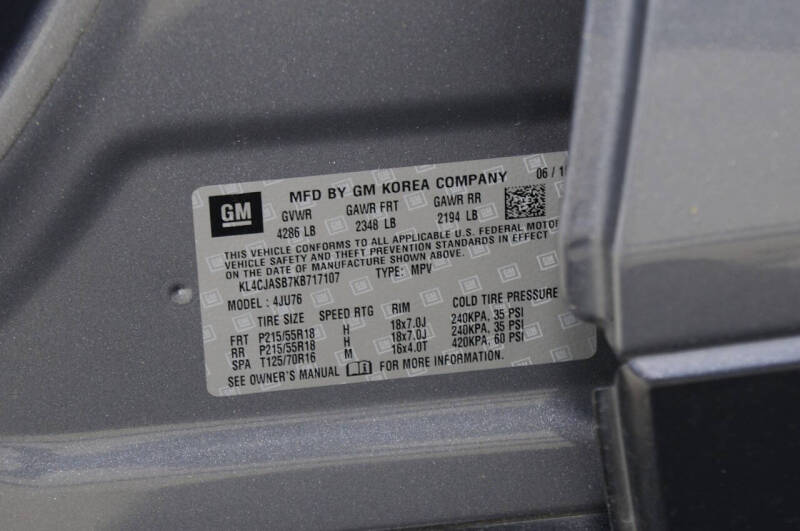 GM
MFD BY GM KOREA COMPANY 06 / 1
GVWR GAWR FRT GAWR RR
4286 LB 2348 LB 2194 LB
THIS VEHICLE CONFORMS TO ALL APPLICABLE U.S. FEDERAL MOTOR
VEHICLE SAFETY AND THEFT PREVENTION STANDARDS IN EFFECT
ON THE DATE OF MANUFACTURE SHOWN ABOVE.
KL4CJASB7KB717107 TYPE: MPV
MODEL : 4JU76
TIRE SIZE SPEED RTG RIM COLD TIRE PRESSURE
FRT P215/55R18 H 18x7.0J 240KPA, 35 PSI
RR P215/55R18 H 18x7.0J 240KPA, 35 PSI
SPA T125/70R16 M 16x4.0T 420KPA, 60 PSI
SEE OWNER'S MANUAL FOR MORE INFORMATION.